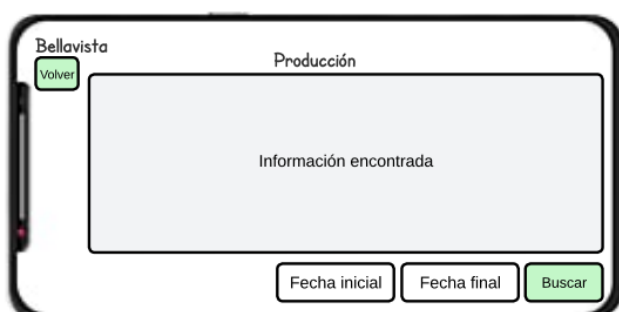 Bellavista
Volver
Producción
Información encontrada
Fecha inicial
Fecha final
Buscar